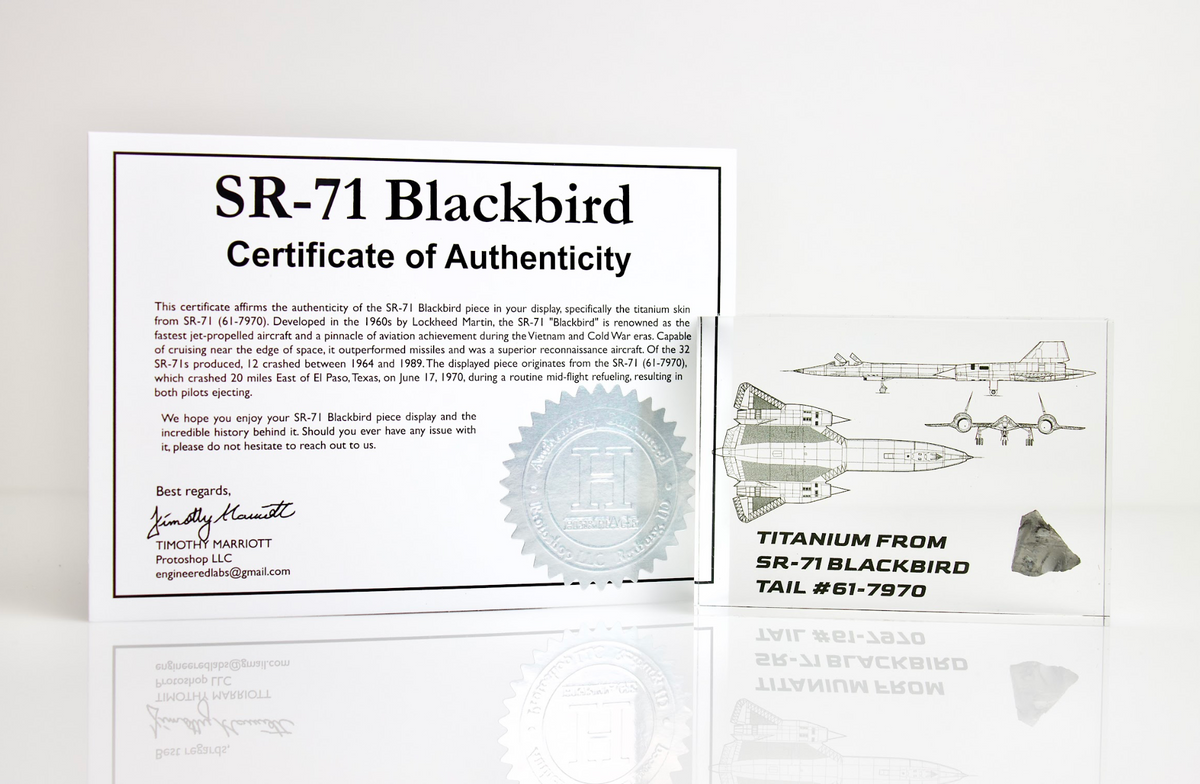 SR-71 Blackbird
Certificate of Authenticity
This certificate affirms the authenticity of the SR-71 Blackbird piece in your display, specifically the titanium skin
from SR-71 (61-7970). Developed in the 1960s by Lockheed Martin, the SR-71 "Blackbird" is renowned as the
fastest jet-propelled aircraft and a pinnacle of aviation achievement during the Vietnam and Cold War eras. Capable
of cruising near the edge of space, it outperformed missiles and was a superior reconnaissance aircraft. Of the 32
SR-71s produced, 12 crashed between 1964 and 1989. The displayed piece originates from the SR-71 (61-7970),
which crashed 20 miles East of El Paso, Texas, on June 17, 1970, during a routine mid-flight refueling, resulting in
both pilots ejecting.
We hope you enjoy your SR-71 Blackbird piece display and the
incredible history behind it. Should you ever have any issue with
it, please do not hesitate to reach out to us.
Best regards,
Timothy Marriott
TIMOTHY MARRIOTT
Protoshop LLC
engineeredlabs@gmail.com
TITANIUM FROM
SR-71 BLACKBIRD
TAIL #61-7970